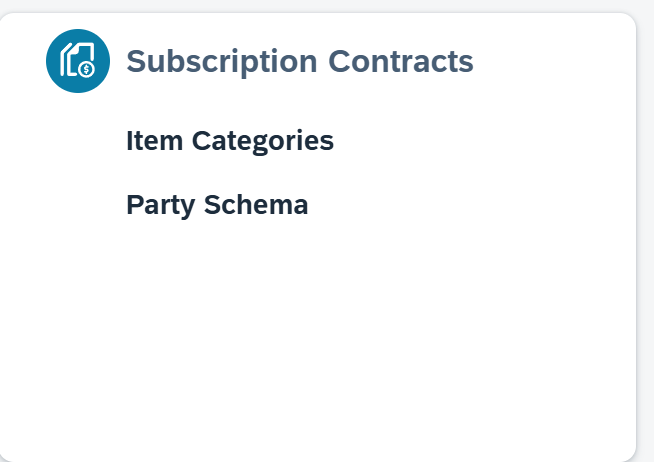 Subscription Contracts
Item Categories
Party Schema